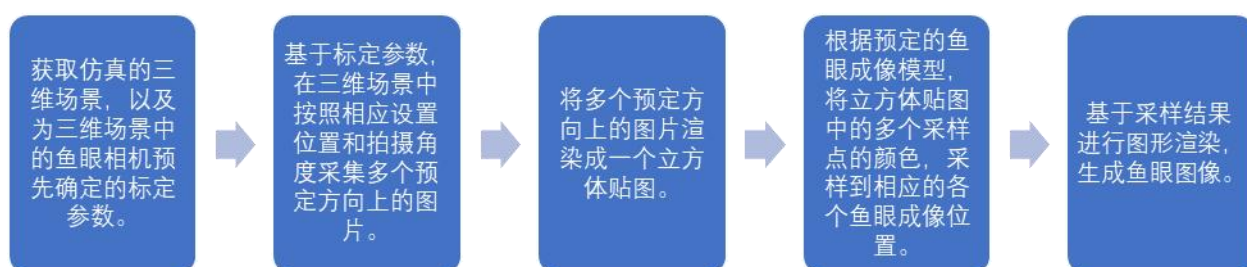 获取仿真的三
维场景，以及
为三维场景中
的鱼眼相机预
先确定的标定
参数。
基于标定参数，
在三维场景中
按照相应设置
位置和拍摄角
度采集多个预
定方向上的图
片。
将多个预定方
向上的图片渲
染成一个立方
体贴图。
根据预定的鱼
眼成像模型，
将立方体贴图
中的多个采样
点的颜色，采
样到相应的各
个鱼眼成像位
置。
基于采样结果
进行图形渲染，
生成鱼眼图像。